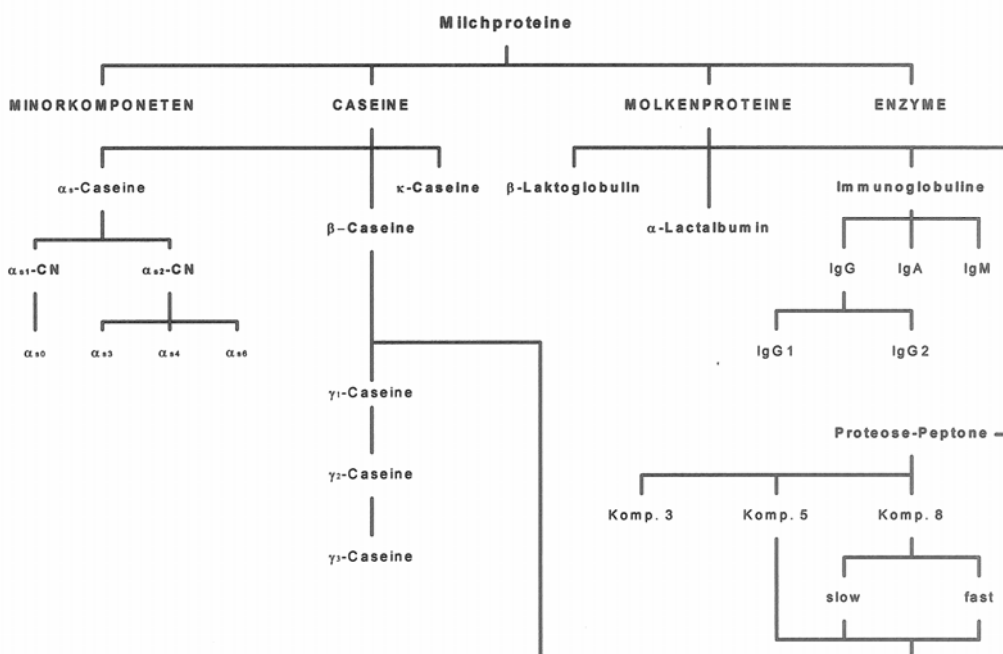 Milchproteine
MINORKOMPONETEN CASEINE MOLKENPROTEINE ENZYME
αs-Caseine κ-Caseine β-Laktoglobulin Immunoglobuline
β–Caseine α-Lactalbumin
αs1-CN αs2-CN IgG IgA IgM
αs0 αs3 αs4 αs6 IgG1 IgG2
γ1-Caseine
Proteose-Peptone
γ2-Caseine
Komp. 3 Komp. 5 Komp. 8
γ3-Caseine
slow fast